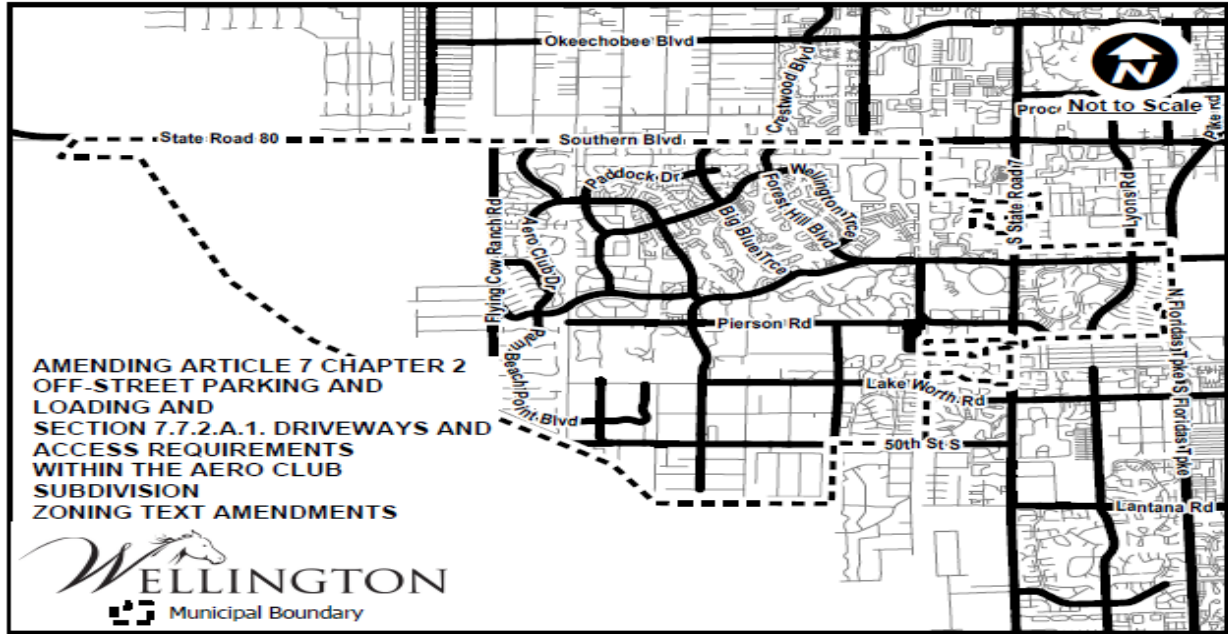 Okeechobee Blvd
Crestwood Blvd
N
Not to Scale
State Road 80
Southern Blvd
Paddock Dr
Wellington Trce
Forest Hill Blvd
Big Blue Trce
S State Road 7
Lyons Rd
Flying Cow Ranch Rd
Aero Club Dr
Pierson Rd
N Floridas Tpke
S Floridas Tpke
Palm Beach Point Blvd
Lake Worth Rd
50th St S
Lantana Rd
AMENDING ARTICLE 7 CHAPTER 2
OFF-STREET PARKING AND
LOADING AND
SECTION 7.7.2.A.1. DRIVEWAYS AND
ACCESS REQUIREMENTS
WITHIN THE AERO CLUB
SUBDIVISION
ZONING TEXT AMENDMENTS
WELLINGTON
Municipal Boundary